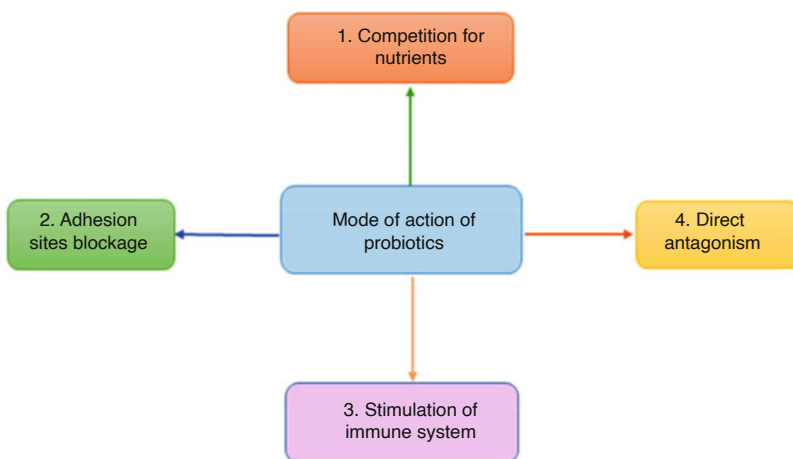 1. Competition for
nutrients
2. Adhesion
sites blockage
Mode of action of
probiotics
4. Direct
antagonism
3. Stimulation of
immune system